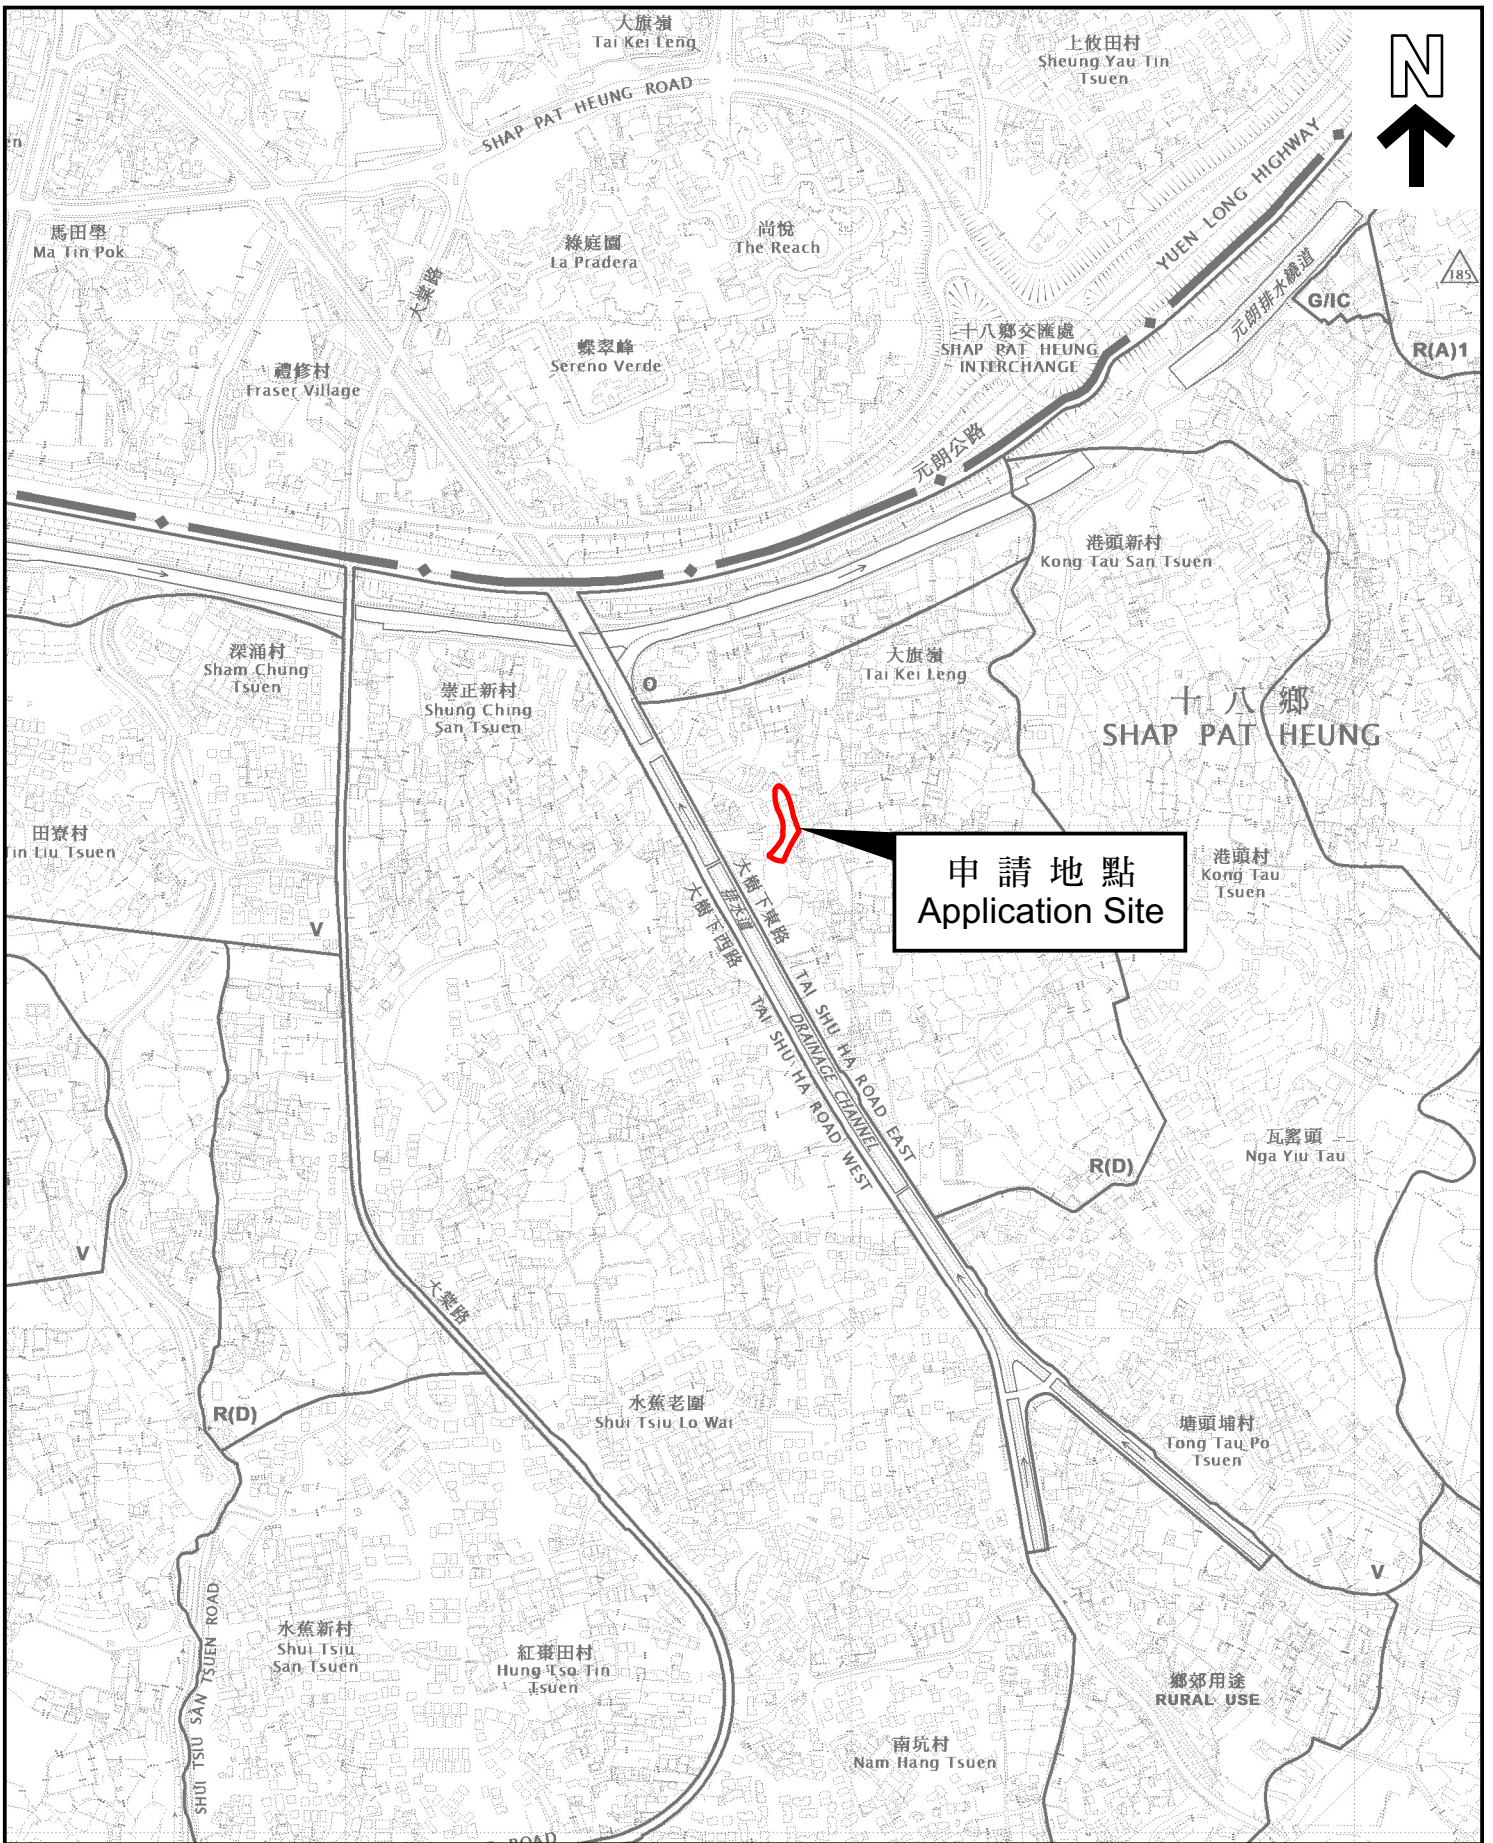 大旗嶺
Tai Kei Leng
上攸田村
Sheung Yau Tin
Tsuen
N
SHAP PAT HEUNG ROAD
en
馬田壆
Ma Tin Pok
綠庭園
La Pradera
尚悅
The Reach
YUEN LONG HIGHWAY
大棠路
元朗排水繞道
G/IC
185
R(A)1
十八鄉交匯處
SHAP PAT HEUNG
INTERCHANGE
蝶翠峰
Sereno Verde
禮修村
Fraser Village
元朗公路
港頭新村
Kong Tau San Tsuen
深涌村
Sham Chung
Tsuen
崇正新村
Shung Ching
San Tsuen
O
大旗嶺
Tai Kei Leng
十八鄉
SHAP PAT HEUNG
田寮村
Tin Liu Tsuen
申請地點
Application Site
港頭村
Kong Tau
Tsuen
大樹下東路
排水道
大樹下西路
V
TAI SHU HA ROAD EAST
DRAINAGE CHANNEL
TAI SHU HA ROAD WEST
瓦窰頭
Nga Yiu Tau
R(D)
V
大棠路
R(D)
水蕉老圍
Shui Tsiu Lo Wai
塘頭埔村
Tong Tau Po
Tsuen
V
SHUI TSIU SAN TSUEN ROAD
水蕉新村
Shui Tsiu
San Tsuen
紅棗田村
Hung Tso Tin
Tsuen
鄉郊用途
RURAL USE
南坑村
Nam Hang Tsuen
ROAD